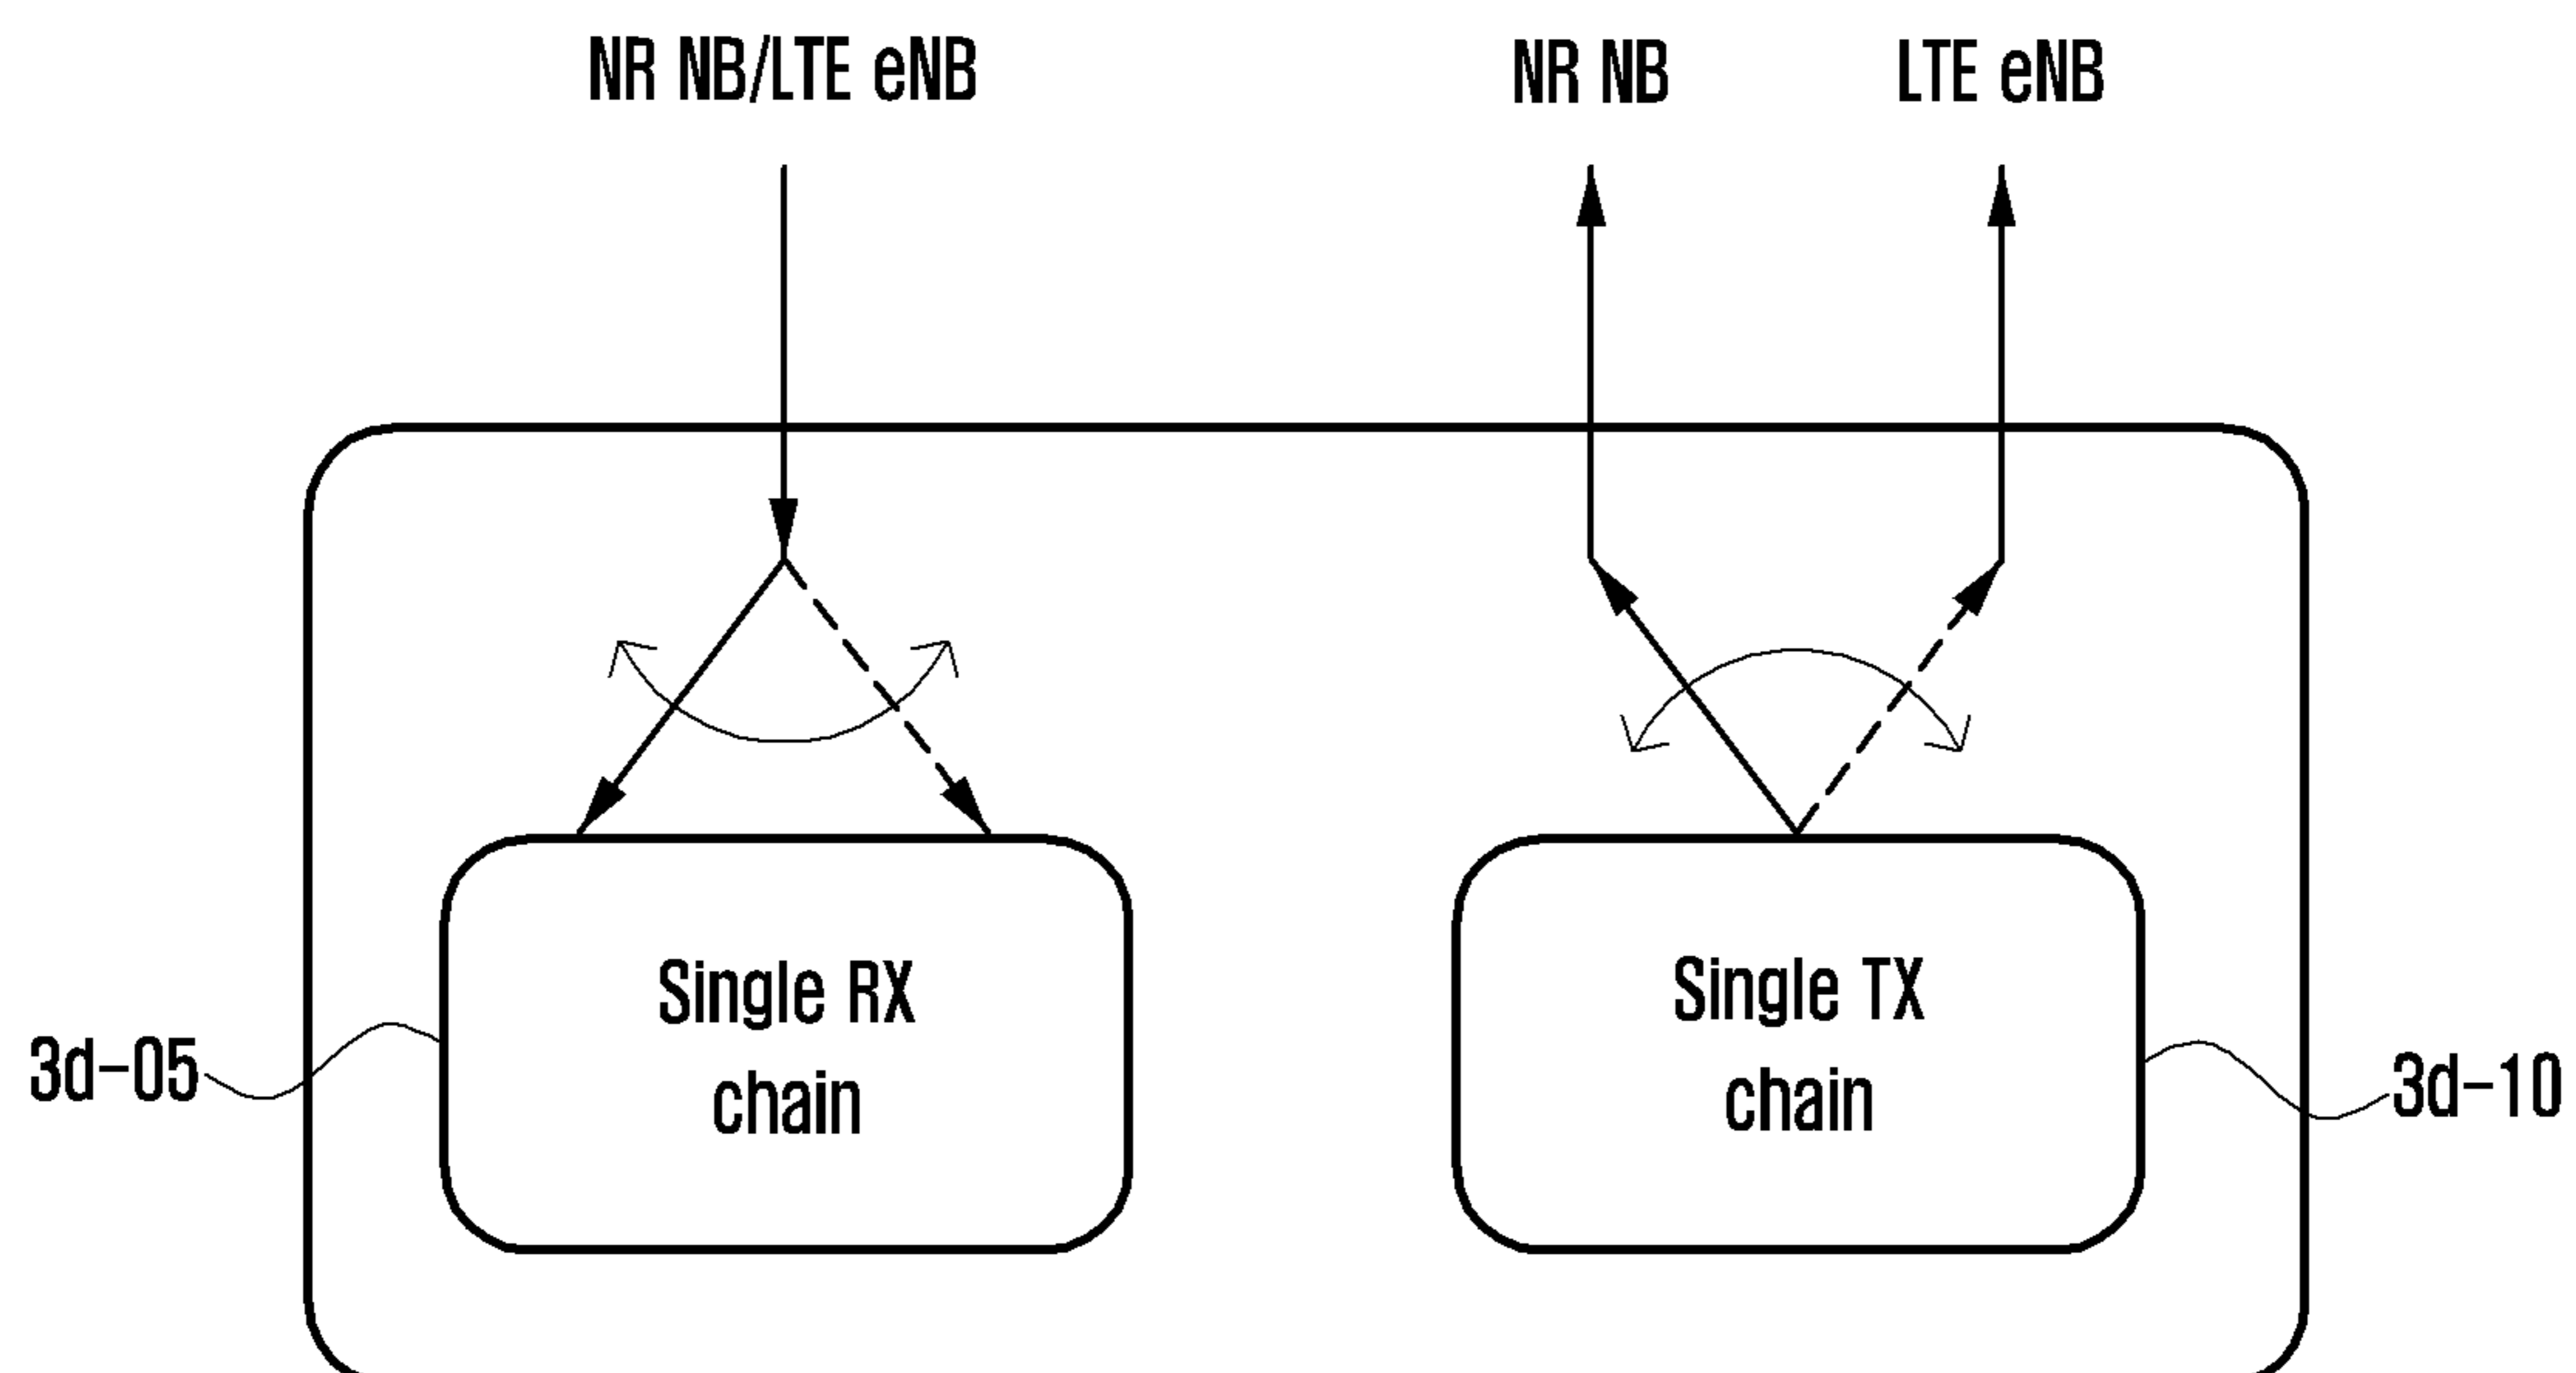 NR NB/LTE eNB
NR NB
LTE eNB
Single RX
chain
Single TX
chain
3d-05
3d-10